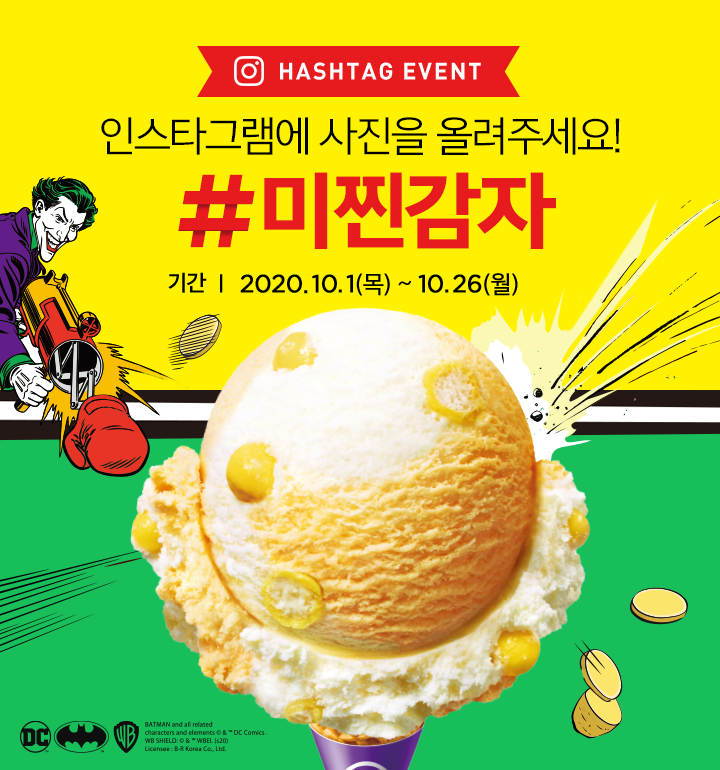 HASHTAG EVENT
인스타그램에 사진을 올려주세요!
#미찐감자
기간 | 2020.10.1(목) ~ 10.26(월)
DC WB
BATMAN and all related
characters and elements © & ™ DC Comics.
WB SHIELD: © & ™ WBEI. (s20)
Licensee : B-R Korea Co., Ltd.